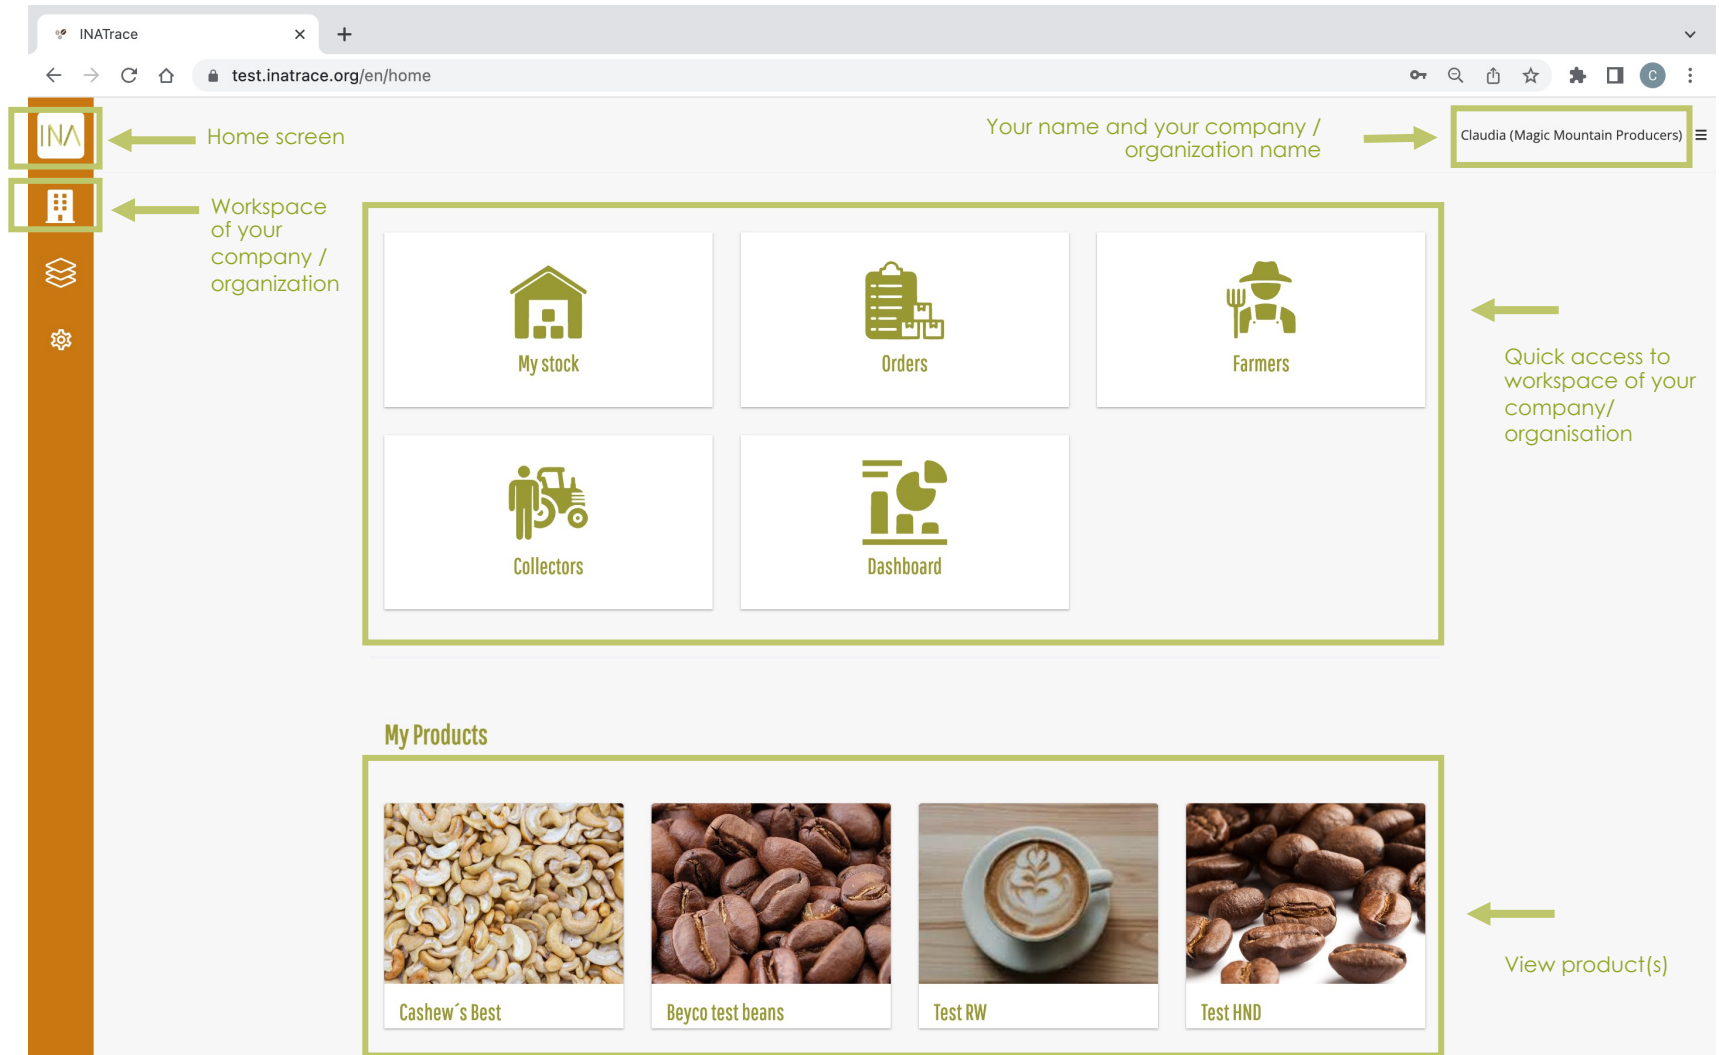 INATrace
test.inatrace.org/en/home
C
INA
Home screen
Your name and your company /
organization name
Claudia (Magic Mountain Producers)
Workspace
of your
company /
organization
My stock
Orders
Farmers
Quick access to
workspace of your
company/
organisation
Collectors
Dashboard
My Products
Cashew´s Best
Beyco test beans
Test RW
Test HND
View product(s)